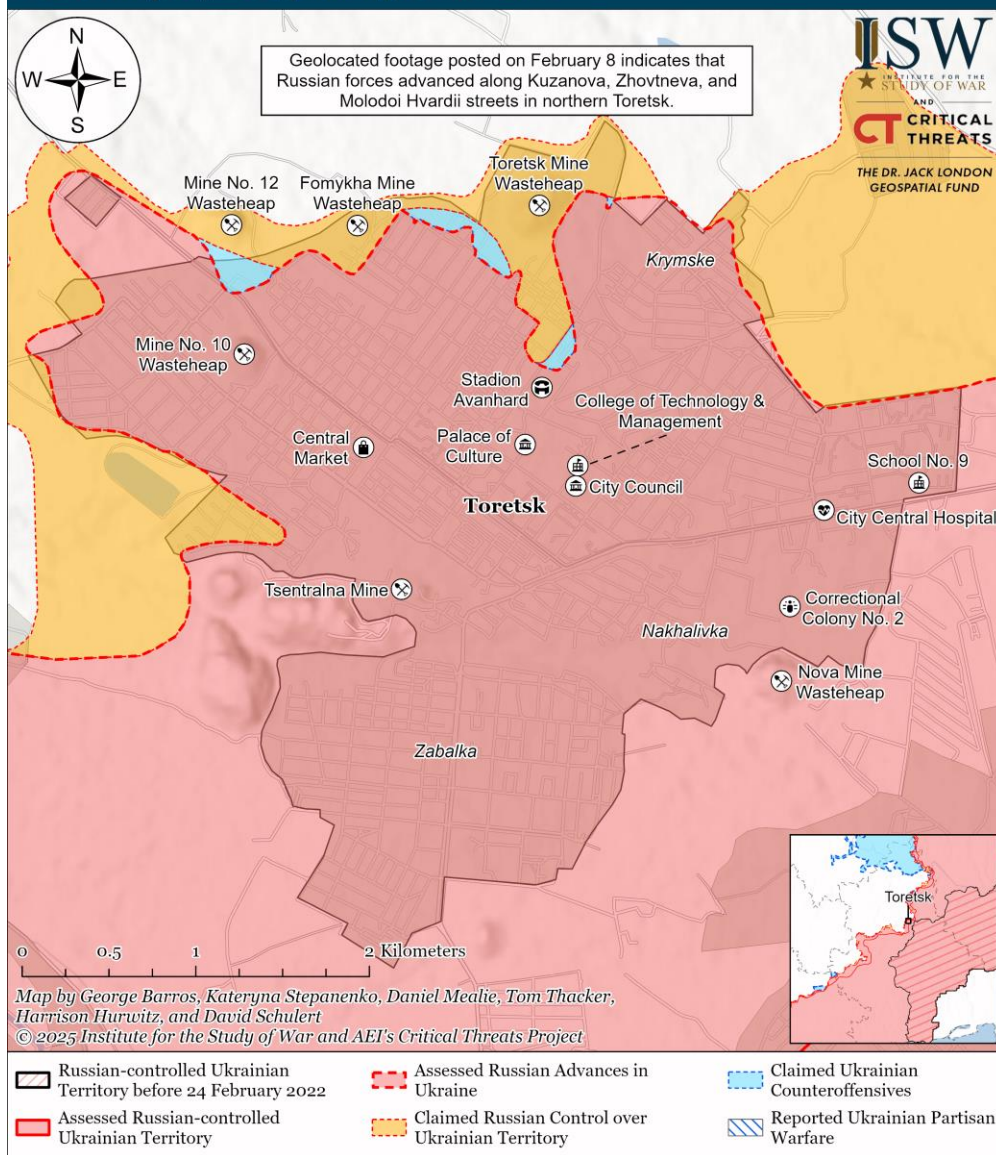 N
W
E
S
Geolocated footage posted on February 8 indicates that
Russian forces advanced along Kuzanova, Zhovtneva, and
Molodoi Hvardii streets in northern Toretsk.
ISW
INSTITUTE FOR THE
STUDY OF WAR
AND
CT CRITICAL
THREATS
THE DR. JACK LONDON
GEOSPATIAL FUND
Mine No. 12
Wasteheap
Fomykha Mine
Wasteheap
Toretsk Mine
Wasteheap
Krymske
Mine No. 10
Wasteheap
Stadion
Avanhard
College of Technology &
Management
Central
Market
Palace of
Culture
City Council
School No. 9
Toretsk
City Central Hospital
Tsentralna Mine
Correctional
Colony No. 2
Nakhalivka
Nova Mine
Wasteheap
Zabalka
Toretsk
0 0.5 1 2 Kilometers
Map by George Barros, Kateryna Stepanenko, Daniel Mealie, Tom Thacker,
Harrison Hurwitz, and David Schulert
© 2025 Institute for the Study of War and AEI's Critical Threats Project
Russian-controlled Ukrainian
Territory before 24 February 2022
Assessed Russian-controlled
Ukrainian Territory
Assessed Russian Advances in
Ukraine
Claimed Russian Control over
Ukrainian Territory
Claimed Ukrainian
Counteroffensives
Reported Ukrainian Partisan
Warfare